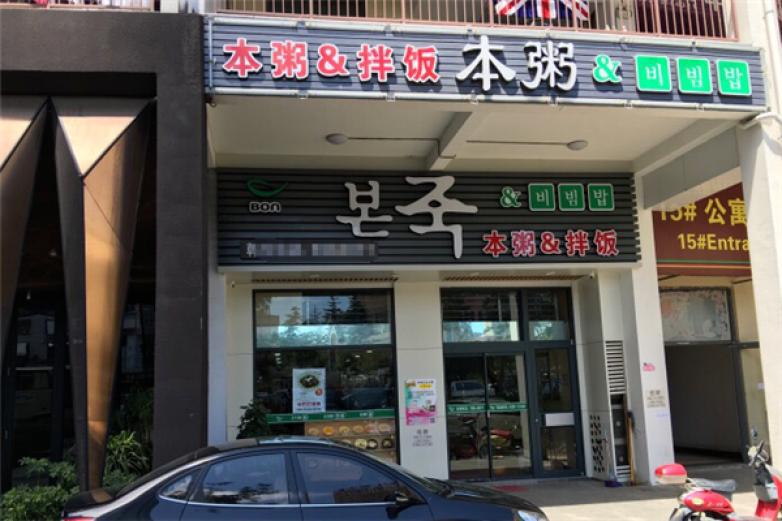 本粥&拌饭 本粥 & 비빔밥
BON
본죽 & 비빔밥
本粥&拌饭
15# 公寓
15#Entra